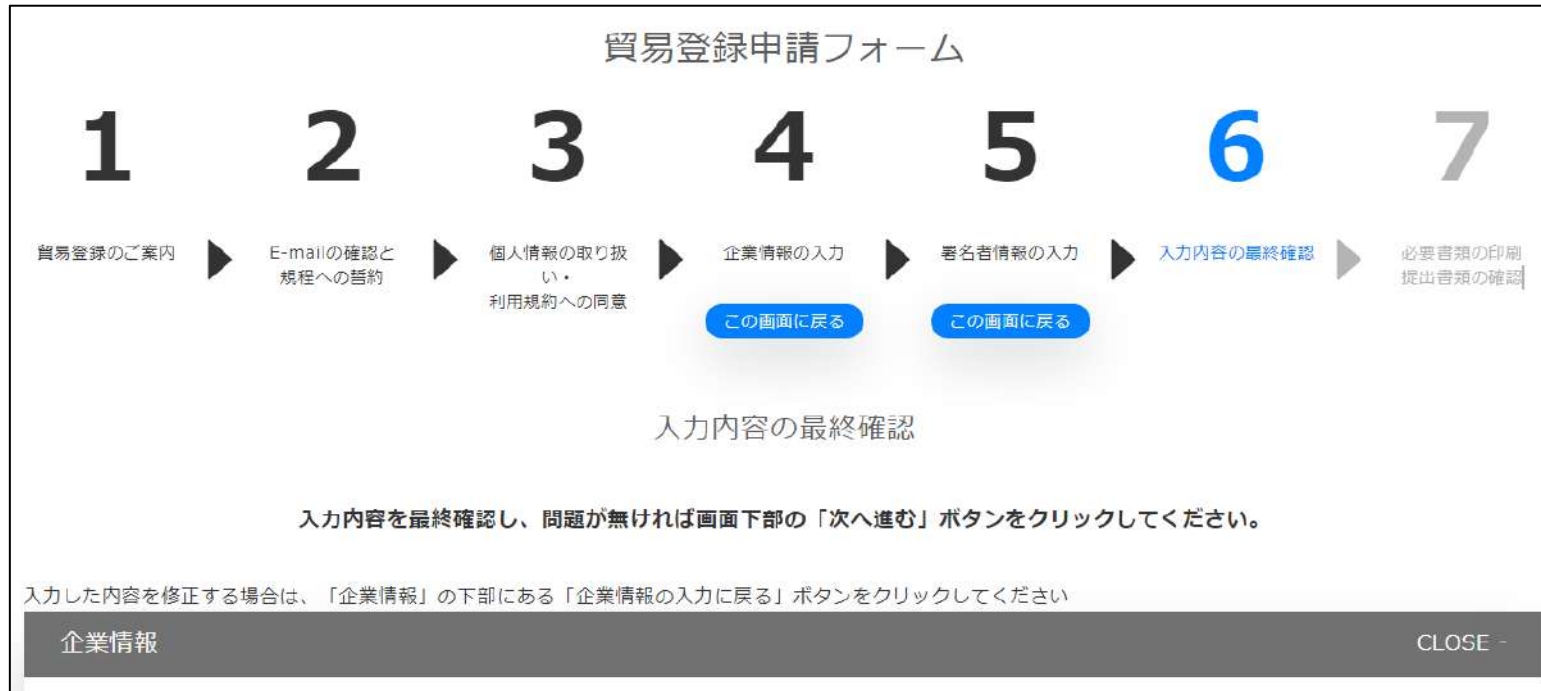 貿易登録申請フォーム
1 2 3 4 5 6 7
貿易登録のご案内
E-mailの確認と
規程への誓約
個人情報の取り扱
い・
利用規約への同意
企業情報の入力
この画面に戻る
署名者情報の入力
この画面に戻る
入力内容の最終確認
必要書類の印刷
提出書類の確認
入力内容の最終確認
入力内容を最終確認し、問題が無ければ画面下部の「次へ進む」ボタンをクリックしてください。
入力した内容を修正する場合は、「企業情報」の下部にある「企業情報の入力に戻る」ボタンをクリックしてください
企業情報 CLOSE -